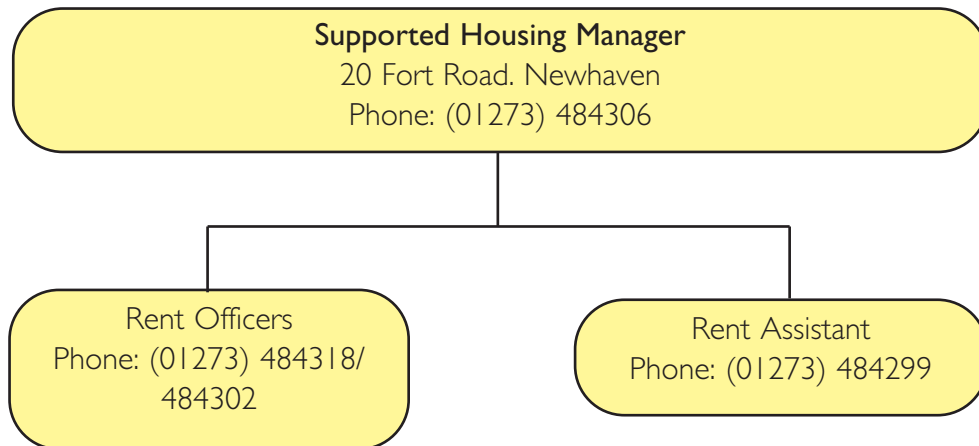 Supported Housing Manager
20 Fort Road. Newhaven
Phone: (01273) 484306
Rent Officers
Phone: (01273) 484318/
484302
Rent Assistant
Phone: (01273) 484299